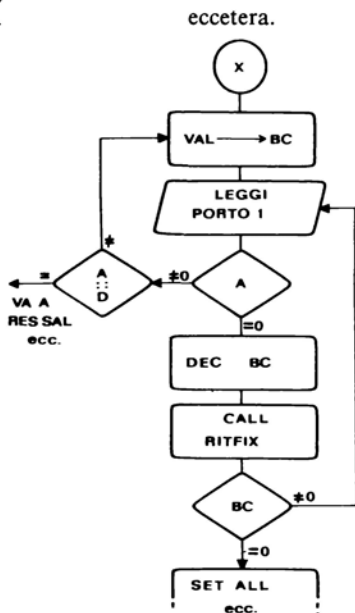 eccetera.
X
VAL → BC
LEGGI
PORTO 1
≠
A
::
D
=
VA A
RES SAL
ecc.
≠0
A
=0
DEC BC
CALL
RITFIX
BC
≠0
=0
SET ALL
ecc.